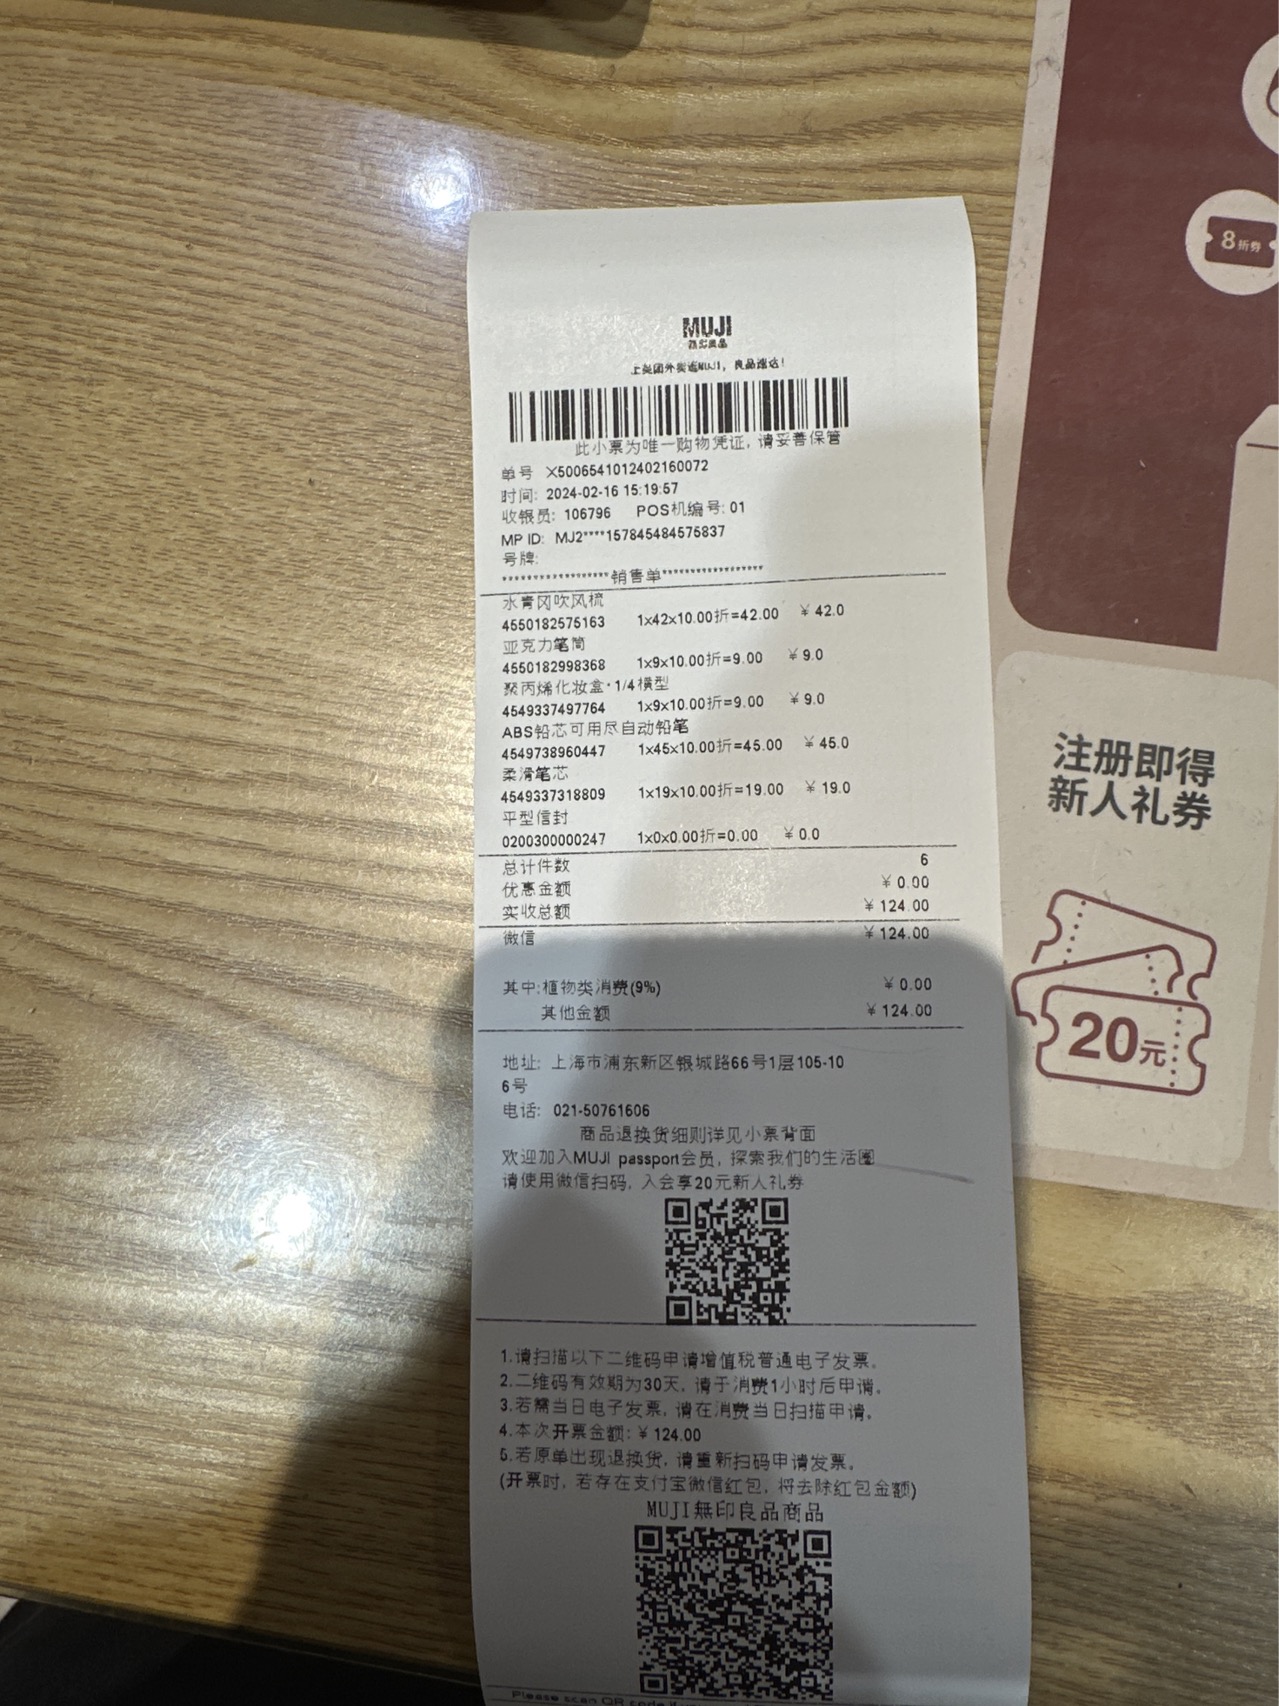 MUJI
無印良品
上美团外卖逛MUJI，良品速达！
此小票为唯一购物凭证，请妥善保管
单号 X5006541012402160072
时间: 2024-02-16 15:19:57
收银员: 106796 POS机编号: 01
MP ID: MJ2****157845484575837
号牌:
******************销售单******************
水青冈吹风梳
4550182575163 1x42x10.00折=42.00 ￥42.0
亚克力笔筒
4550182998368 1x9x10.00折=9.00 ￥9.0
聚丙烯化妆盒·1/4横型
4549337497764 1x9x10.00折=9.00 ￥9.0
ABS铅芯可用尽自动铅笔
4549738960447 1x45x10.00折=45.00 ￥45.0
柔滑笔芯
4549337318809 1x19x10.00折=19.00 ￥19.0
平型信封
0200300000247 1x0x0.00折=0.00 ￥0.0
总计件数 6
优惠金额 ￥0.00
实收总额 ￥124.00
微信 ￥124.00
其中:植物类消费(9%) ￥0.00
其他金额 ￥124.00
地址: 上海市浦东新区银城路66号1层105-10
6号
电话: 021-50761606
商品退换货细则详见小票背面
欢迎加入MUJI passport会员, 探索我们的生活圈
请使用微信扫码, 入会享20元新人礼券
1.请扫描以下二维码申请增值税普通电子发票。
2.二维码有效期为30天, 请于消费1小时后申请。
3.若需当日电子发票, 请在消费当日扫描申请。
4.本次开票金额: ￥124.00
5.若原单出现退换货, 请重新扫码申请发票。
(开票时, 若存在支付宝微信红包, 将去除红包金额)
MUJI無印良品商品
Please scan QR code
8折券
注册即得
新人礼券
20元